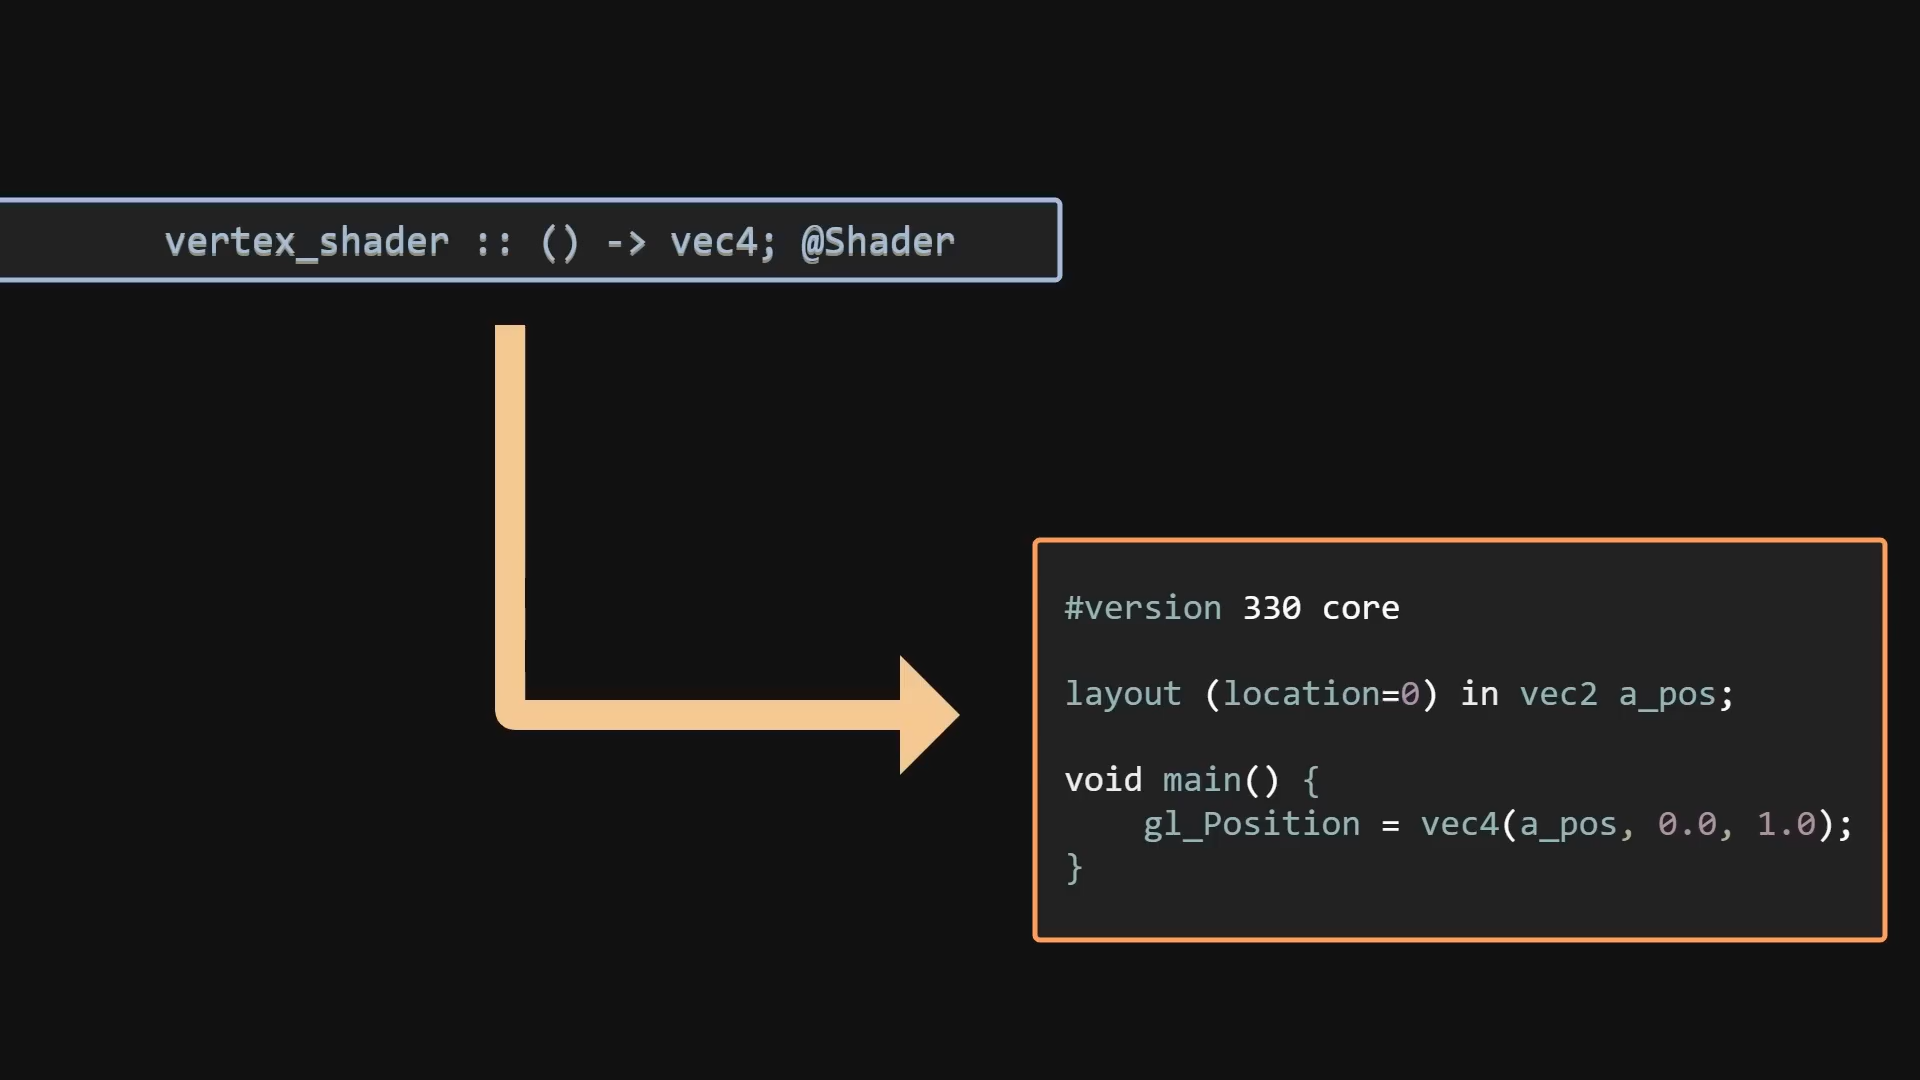 vertex_shader :: () -> vec4; @Shader
#version 330 core
layout (location=0) in vec2 a_pos;
void main() {
    gl_Position = vec4(a_pos, 0.0, 1.0);
}